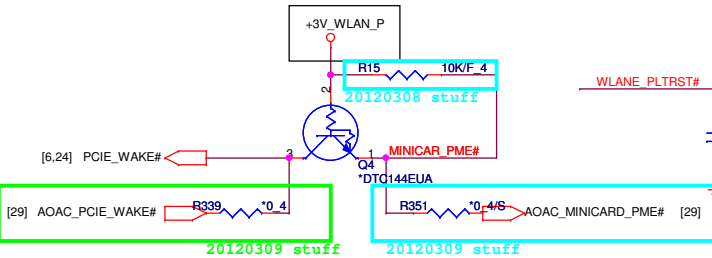 +3V_WLAN_P
R15 10K/F_4
WLANE_PLTRST#
2
20120308 stuff
[6,24] PCIE_WAKE#
3
1
MINICAR_PME#
Q4
*DTC144EUA
[29] AOAC_PCIE_WAKE#
R339
*0_4
R351
*0_4/S
AOAC_MINICARD_PME# [29]
20120309 stuff
20120309 stuff